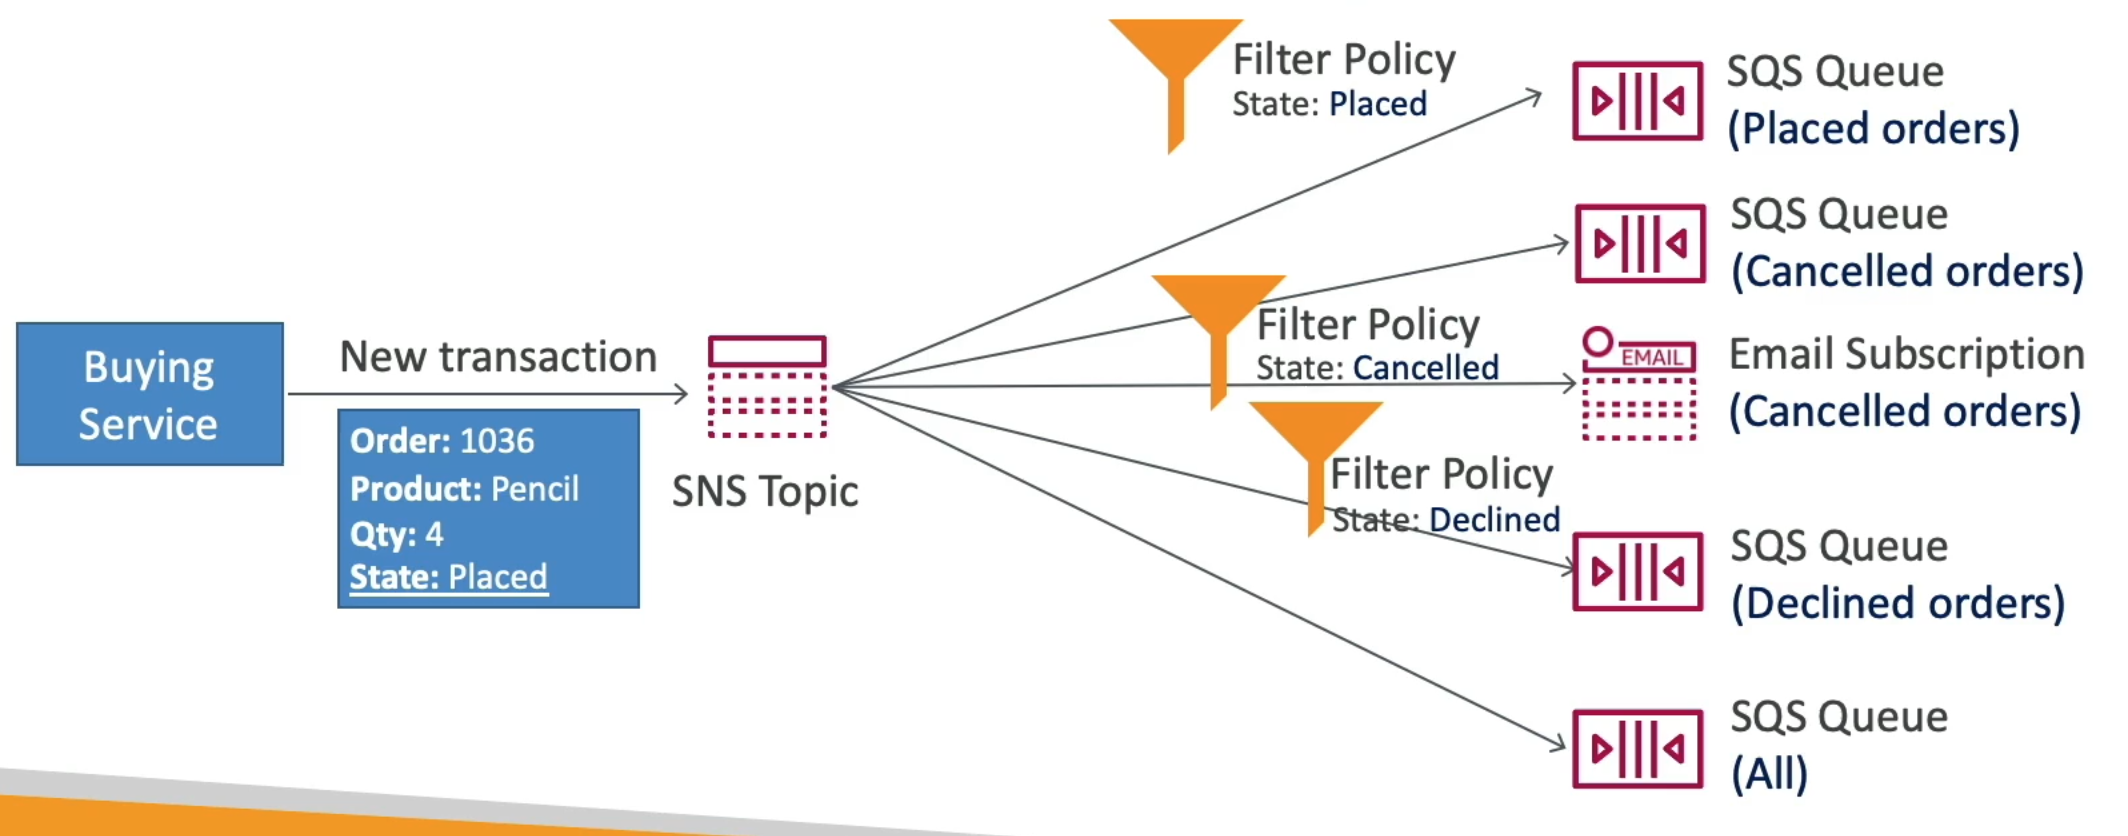 Buying
Service
New transaction
Order: 1036
Product: Pencil
Qty: 4
State: Placed
SNS Topic
Filter Policy
State: Placed
Filter Policy
State: Cancelled
Filter Policy
State: Declined
SQS Queue
(Placed orders)
SQS Queue
(Cancelled orders)
EMAIL
Email Subscription
(Cancelled orders)
SQS Queue
(Declined orders)
SQS Queue
(All)